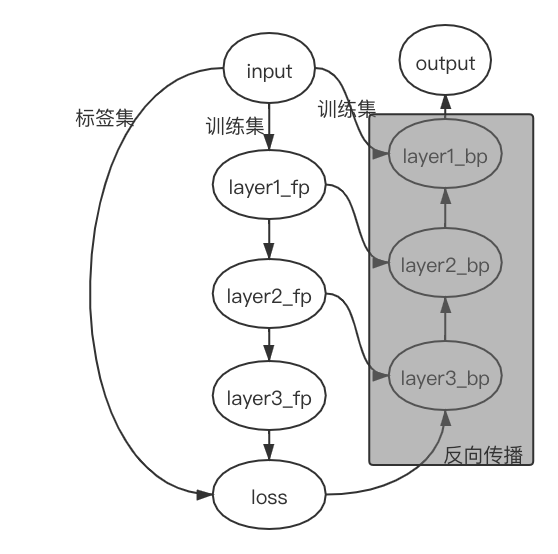 input
output
标签集
训练集
训练集
layer1_bp
layer1_fp
layer2_bp
layer2_fp
layer3_bp
layer3_fp
反向传播
loss